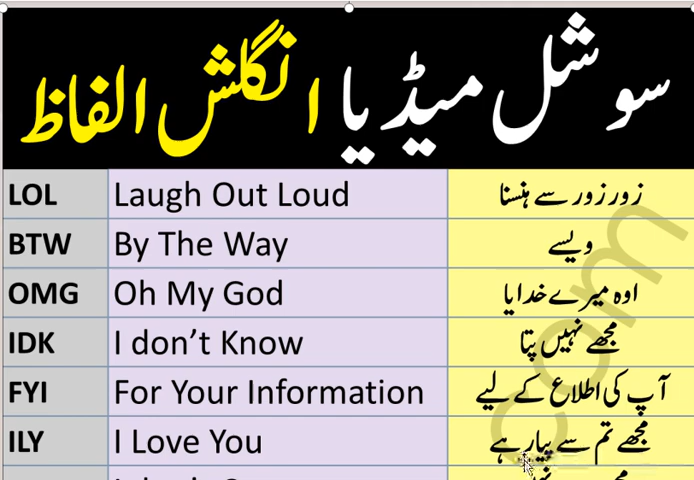 سوشل میڈیا انگلش الفاظ
LOL Laugh Out Loud زور زور سے ہنسنا
BTW By The Way ویسے
OMG Oh My God اوہ میرے خدایا
IDK I don’t Know مجھے نہیں پتا
FYI For Your Information آپ کی اطلاع کے لیے
ILY I Love You مجھے تم سے پیار ہے
com